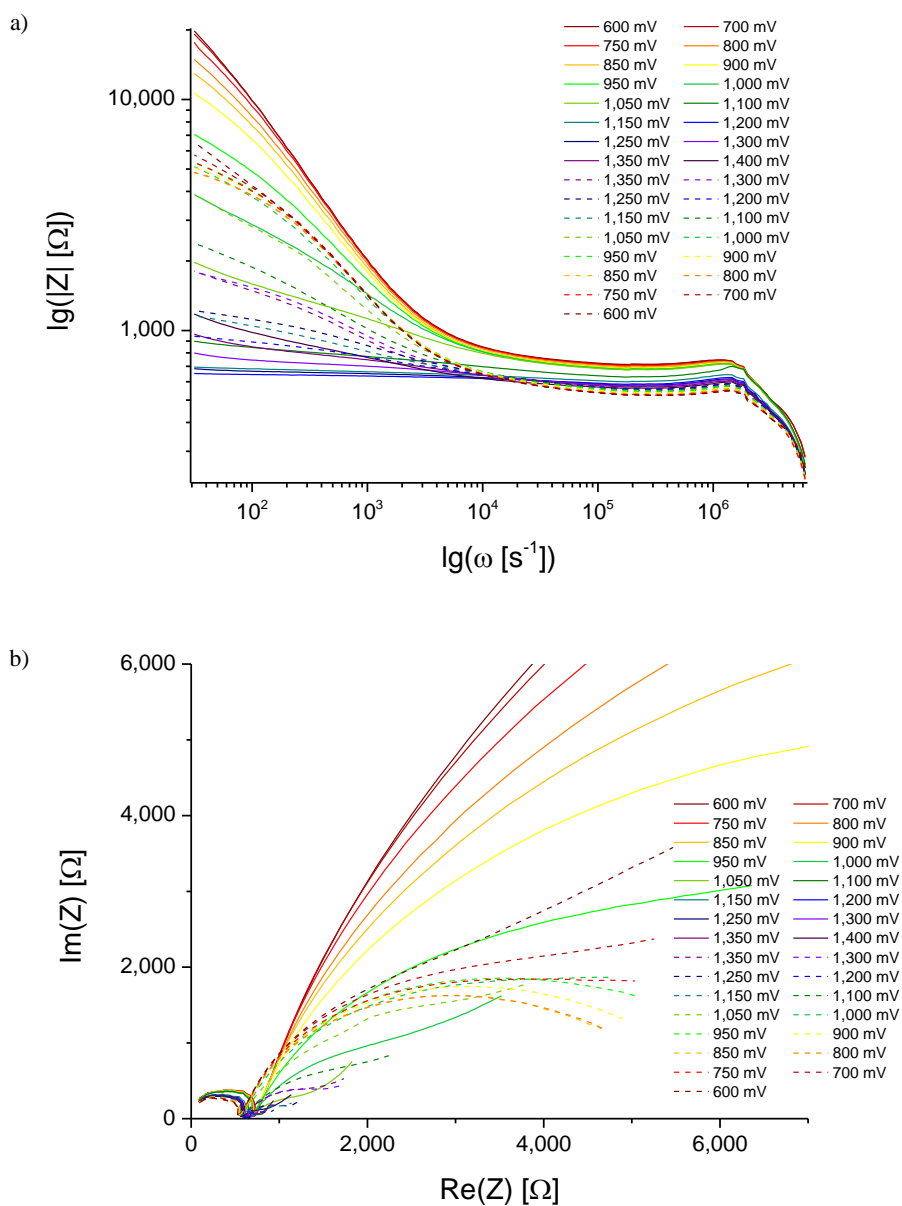 a)
lg(|Z| [Ω])
10,000
1,000
10²
10³
10⁴
10⁵
10⁶
lg(ω [s⁻¹])
600 mV 700 mV
750 mV 800 mV
850 mV 900 mV
950 mV 1,000 mV
1,050 mV 1,100 mV
1,150 mV 1,200 mV
1,250 mV 1,300 mV
1,350 mV 1,400 mV
1,350 mV 1,300 mV
1,250 mV 1,200 mV
1,150 mV 1,100 mV
1,050 mV 1,000 mV
950 mV 900 mV
850 mV 800 mV
750 mV 700 mV
600 mV
b)
Im(Z) [Ω]
6,000
4,000
2,000
0
0
2,000
4,000
6,000
Re(Z) [Ω]
600 mV 700 mV
750 mV 800 mV
850 mV 900 mV
950 mV 1,000 mV
1,050 mV 1,100 mV
1,150 mV 1,200 mV
1,250 mV 1,300 mV
1,350 mV 1,400 mV
1,350 mV 1,300 mV
1,250 mV 1,200 mV
1,150 mV 1,100 mV
1,050 mV 1,000 mV
950 mV 900 mV
850 mV 800 mV
750 mV 700 mV
600 mV